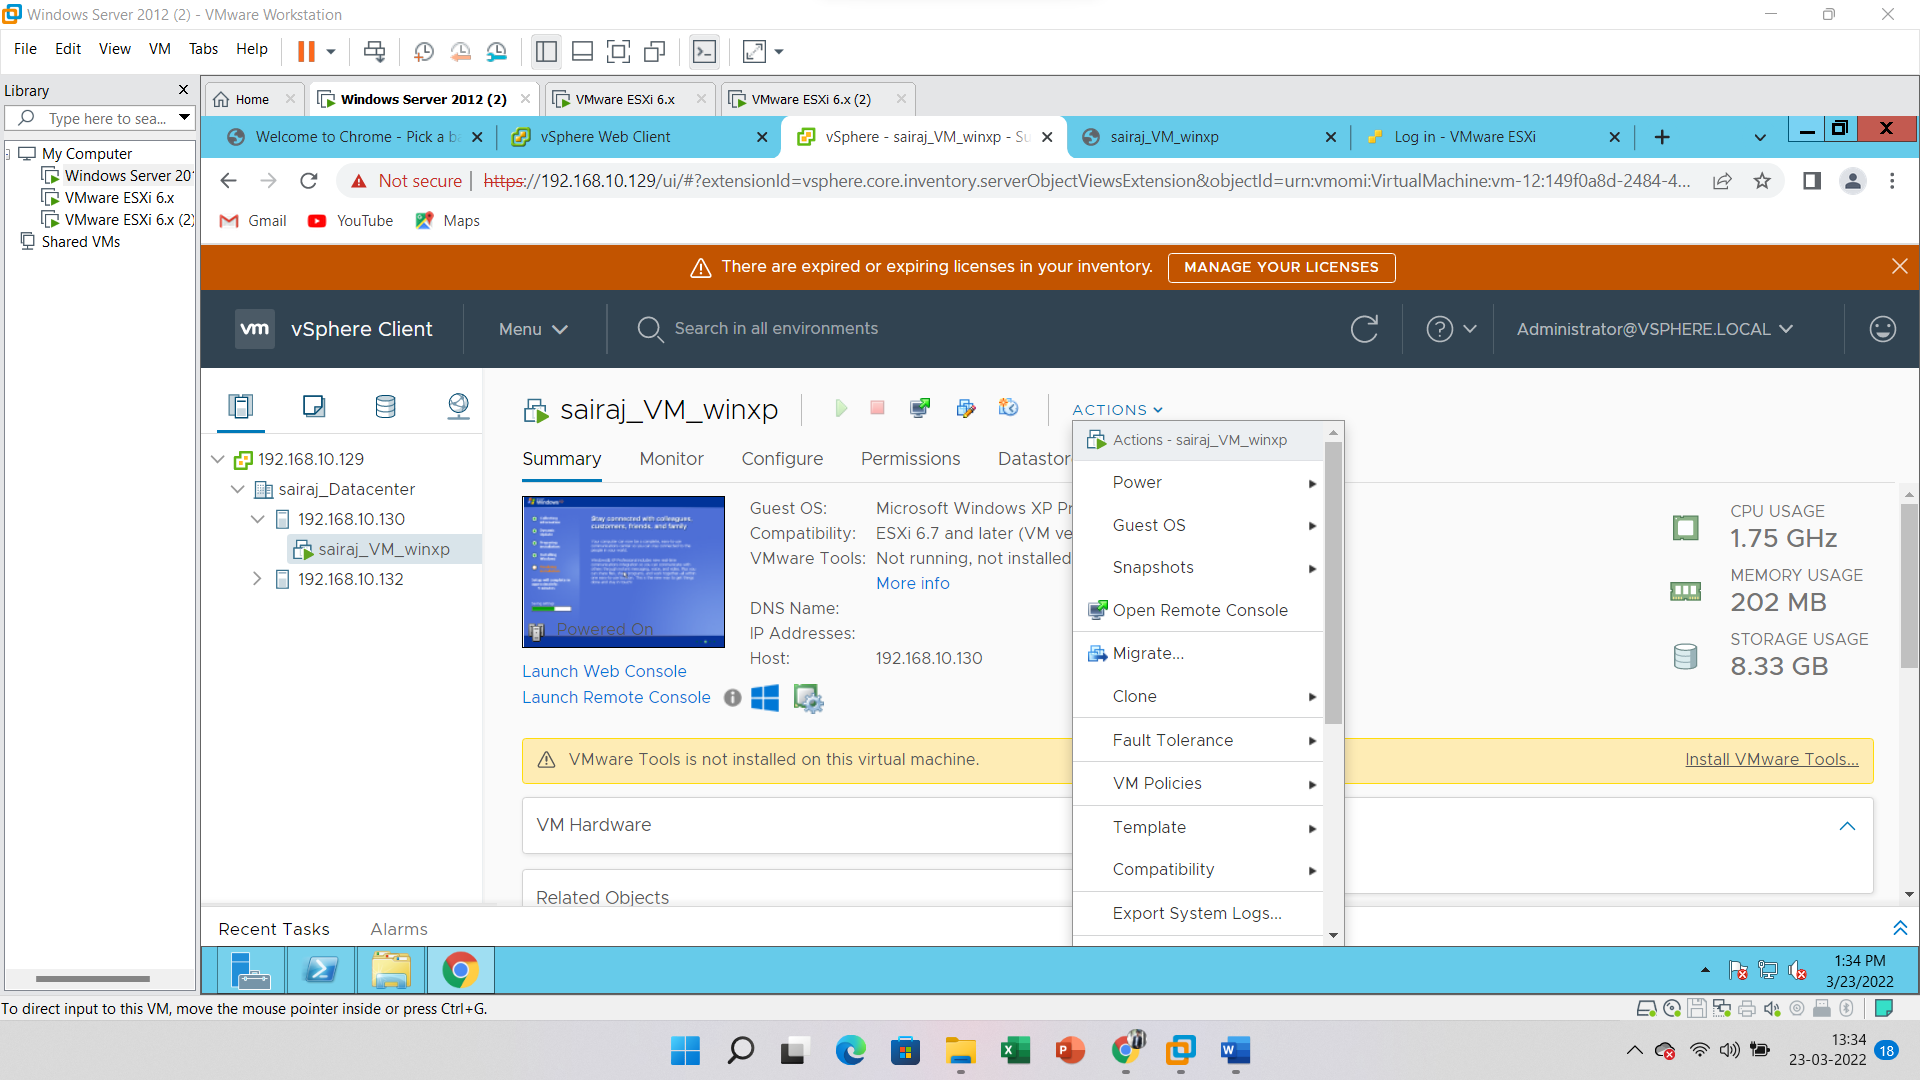 Windows Server 2012 (2) - VMware Workstation
File Edit View VM Tabs Help
Library
Type here to sea...
My Computer
Windows Server 20
VMware ESXi 6.x
VMware ESXi 6.x (2)
Shared VMs
Home
Windows Server 2012 (2)
VMware ESXi 6.x
VMware ESXi 6.x (2)
Welcome to Chrome - Pick a b
vSphere Web Client
vSphere - sairaj_VM_winxp - Su
sairaj_VM_winxp
Log in - VMware ESXi
Not secure
https://192.168.10.129/ui/#?extensionId=vsphere.core.inventory.serverObjectViewsExtension&objectId=urn:vmomi:VirtualMachine:vm-12:149f0a8d-2484-4...
Gmail
YouTube
Maps
There are expired or expiring licenses in your inventory.
MANAGE YOUR LICENSES
vm
vSphere Client
Menu
Search in all environments
Administrator@VSPHERE.LOCAL
192.168.10.129
sairaj_Datacenter
192.168.10.130
sairaj_VM_winxp
192.168.10.132
sairaj_VM_winxp
ACTIONS
Summary
Monitor
Configure
Permissions
Datastor
Windows
Stay connected with colleagues,
customers, friends, and family
Powered On
Launch Web Console
Launch Remote Console
Guest OS: Microsoft Windows XP Pr
Compatibility: ESXi 6.7 and later (VM ve
VMware Tools: Not running, not installed
More info
DNS Name:
IP Addresses:
Host: 192.168.10.130
Actions - sairaj_VM_winxp
Power
Guest OS
Snapshots
Open Remote Console
Migrate...
Clone
Fault Tolerance
VM Policies
Template
Compatibility
Export System Logs...
CPU USAGE
1.75 GHz
MEMORY USAGE
202 MB
STORAGE USAGE
8.33 GB
VMware Tools is not installed on this virtual machine.
Install VMware Tools...
VM Hardware
Related Objects
Recent Tasks
Alarms
1:34 PM
3/23/2022
To direct input to this VM, move the mouse pointer inside or press Ctrl+G.
13:34
23-03-2022
18